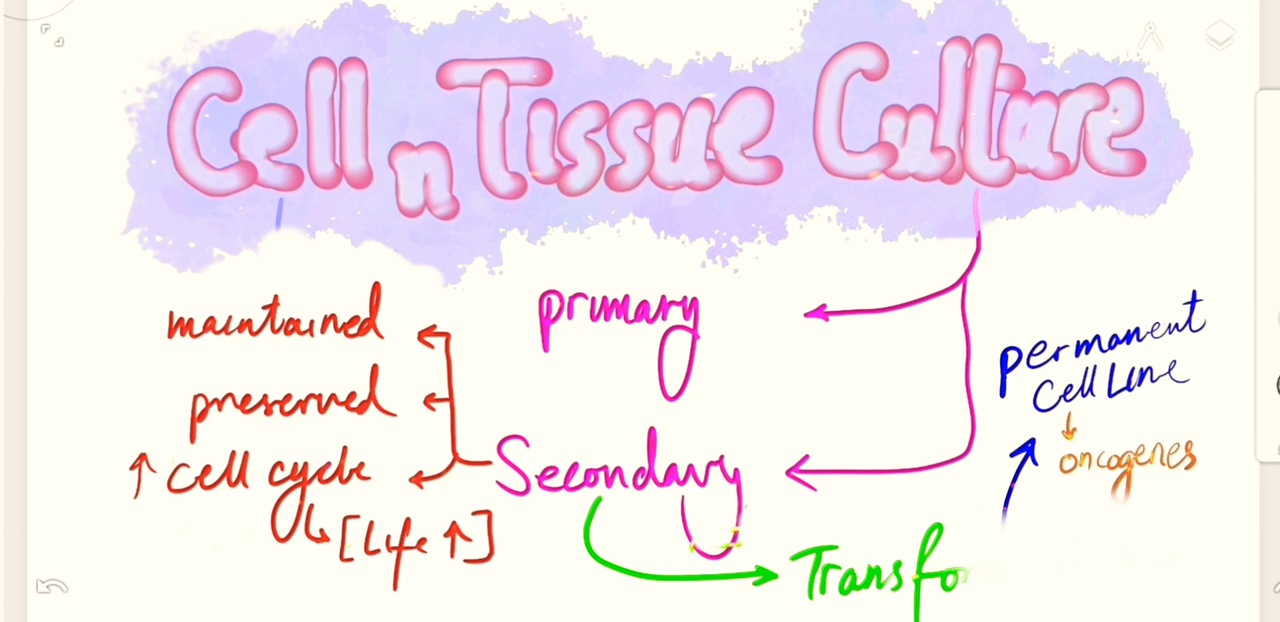 Cell n Tissue Culture
primary
maintained
preserved
↑ cell cycle
↳ [Life ↑]
Secondary
Transfo
permanent
Cell Line
↓
oncogenes